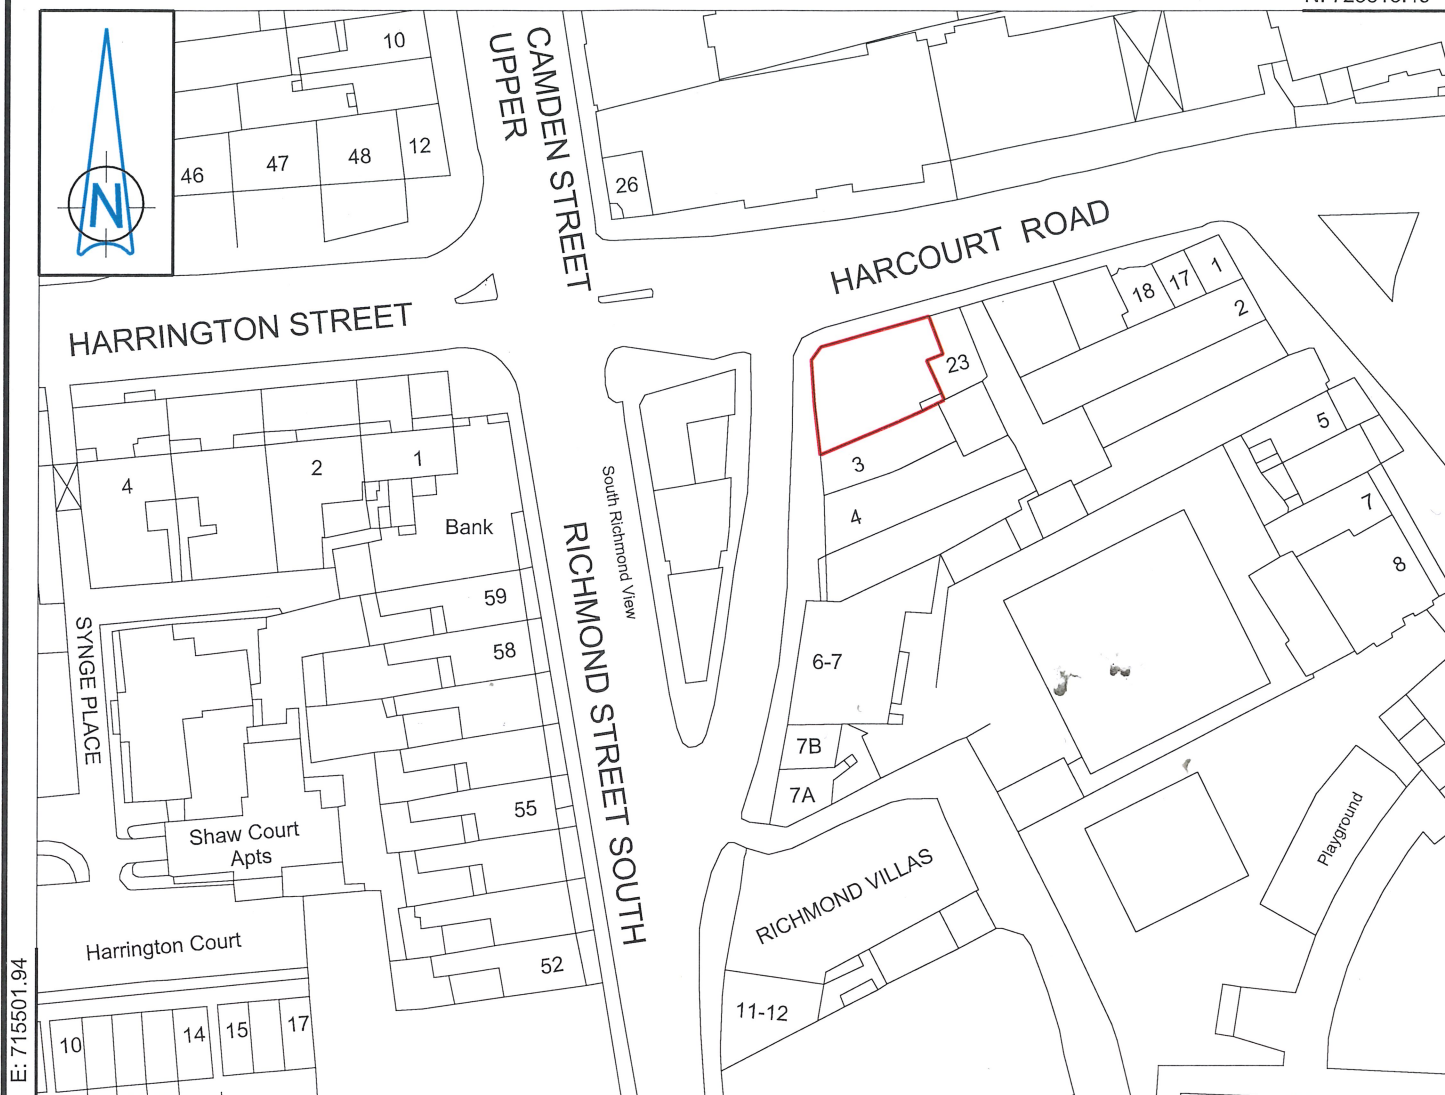 N
10
CAMDEN STREET
UPPER
46
47
48
12
26
HARCOURT ROAD
HARRINGTON STREET
18
17
1
2
23
3
4
5
7
8
4
2
1
Bank
South Richmond View
RICHMOND STREET SOUTH
59
58
55
52
SYNGE PLACE
6-7
7B
7A
Shaw Court
Apts
Harrington Court
RICHMOND VILLAS
Playground
11-12
10
14
15
17
E: 715501.94